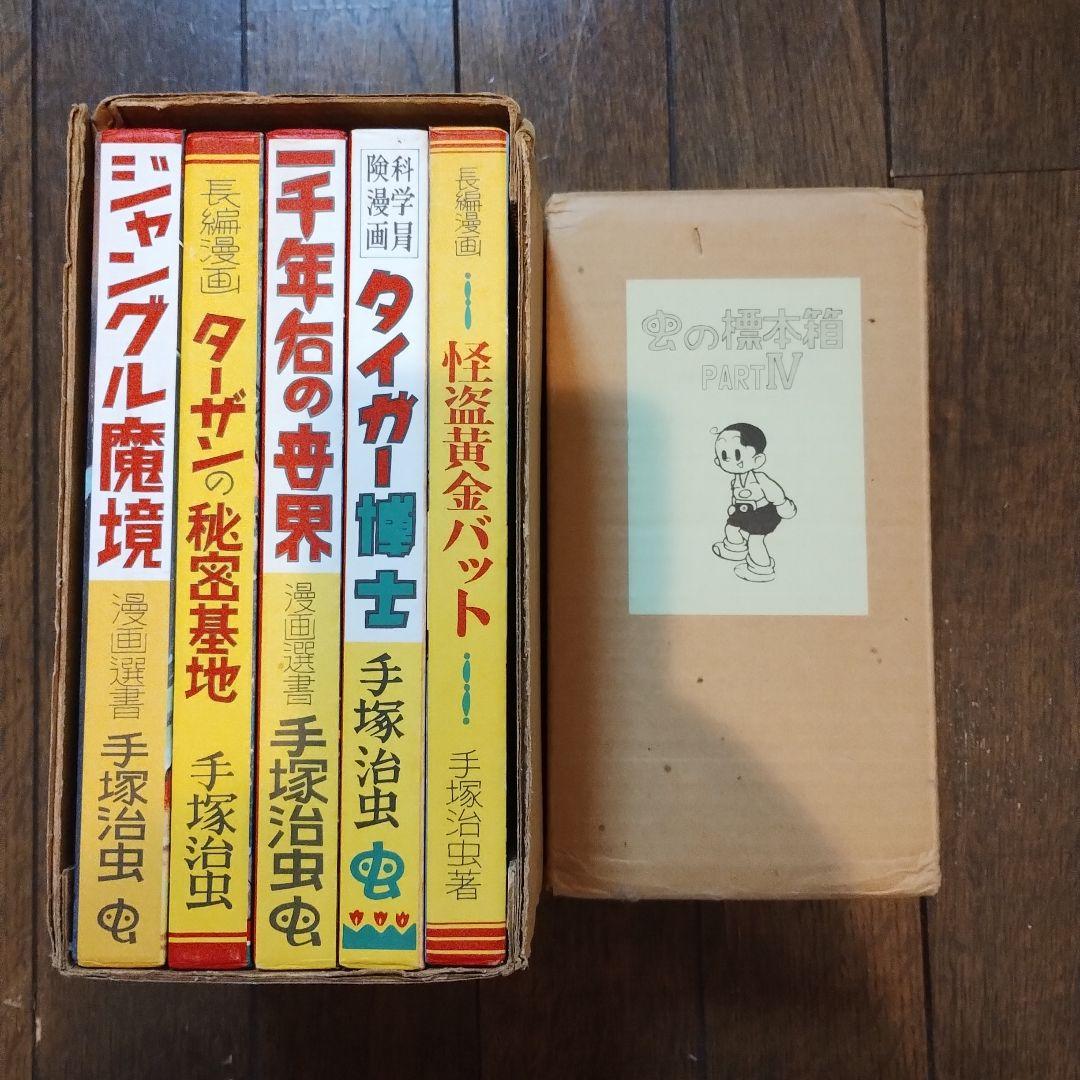 ジャングル魔境
漫画選書
手塚治虫
虫
長編漫画
ターザンの秘密基地
手塚治虫
一千年后の世界
漫画選書
手塚治虫
虫
科学冒
険漫画
タイガー博士
手塚治虫
虫
長編漫画
¡¡怪盗黄金バット¡¡
手塚治虫著
虫の標本箱
PART Ⅳ